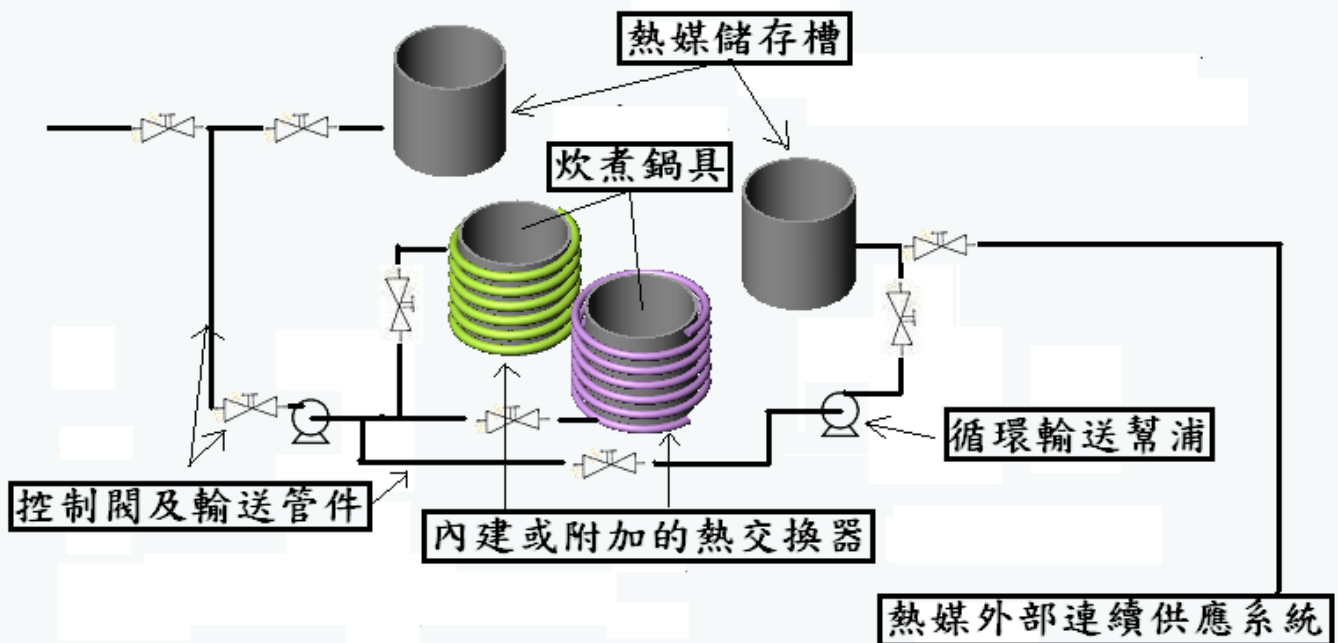 熱媒儲存槽
炊煮鍋具
循環輸送幫浦
控制閥及輸送管件
內建或附加的熱交換器
熱媒外部連續供應系統